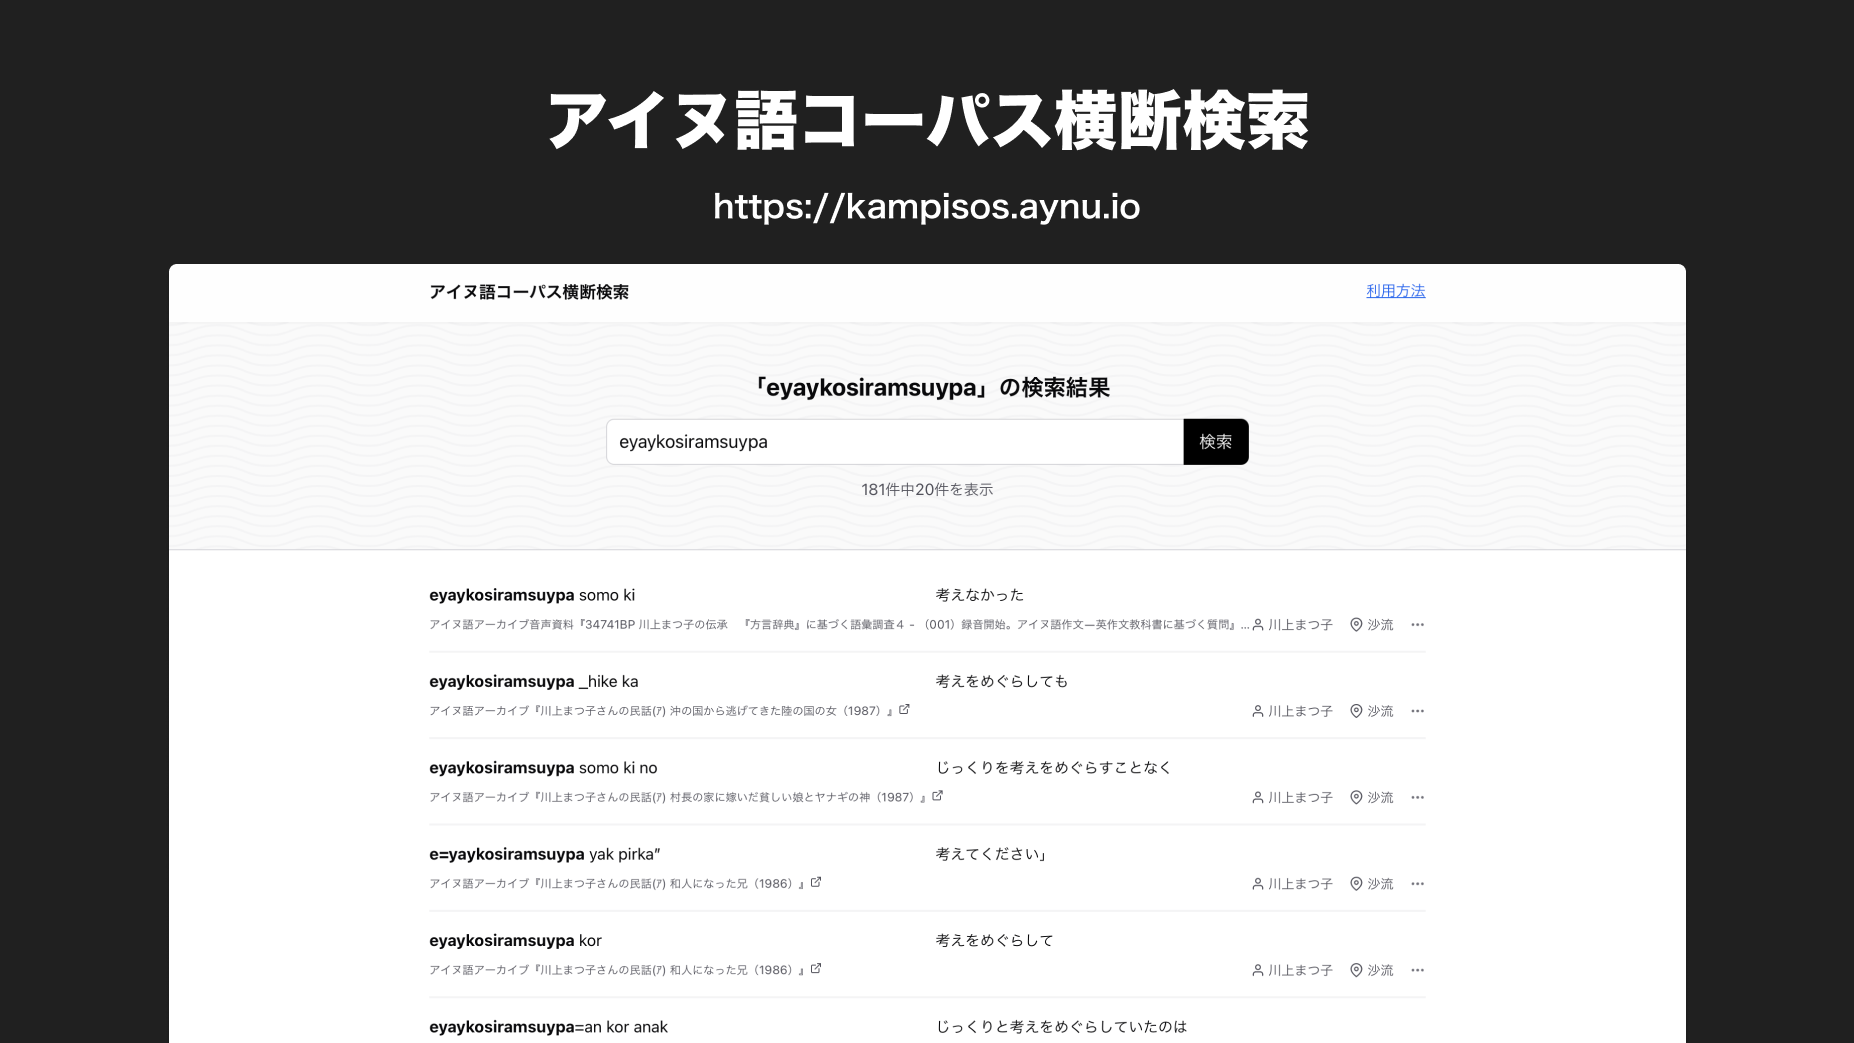 アイヌ語コーパス横断検索
https://kampisos.aynu.io
アイヌ語コーパス横断検索 利用方法
「eyaykosiramsuypa」の検索結果
eyaykosiramsuypa 検索
181件中20件を表示
eyaykosiramsuypa somo ki 考えなかった
アイヌ語アーカイブ音声資料『34741BP 川上まつ子の伝承 『方言辞典』に基づく語彙調査４ - （001）録音開始。アイヌ語作文—英作文教科書に基づく質問』... 川上まつ子 沙流 ...
eyaykosiramsuypa _hike ka 考えをめぐらしても
アイヌ語アーカイブ『川上まつ子さんの民話(ｱ) 沖の国から逃げてきた陸の国の女（1987）』 川上まつ子 沙流 ...
eyaykosiramsuypa somo ki no じっくりを考えをめぐらすことなく
アイヌ語アーカイブ『川上まつ子さんの民話(ｱ) 村長の家に嫁いだ貧しい娘とヤナギの神（1987）』 川上まつ子 沙流 ...
e=yaykosiramsuypa yak pirka” 考えてください」
アイヌ語アーカイブ『川上まつ子さんの民話(ｱ) 和人になった兄（1986）』 川上まつ子 沙流 ...
eyaykosiramsuypa kor 考えをめぐらして
アイヌ語アーカイブ『川上まつ子さんの民話(ｱ) 和人になった兄（1986）』 川上まつ子 沙流 ...
eyaykosiramsuypa=an kor anak じっくりと考えをめぐらしていたのは